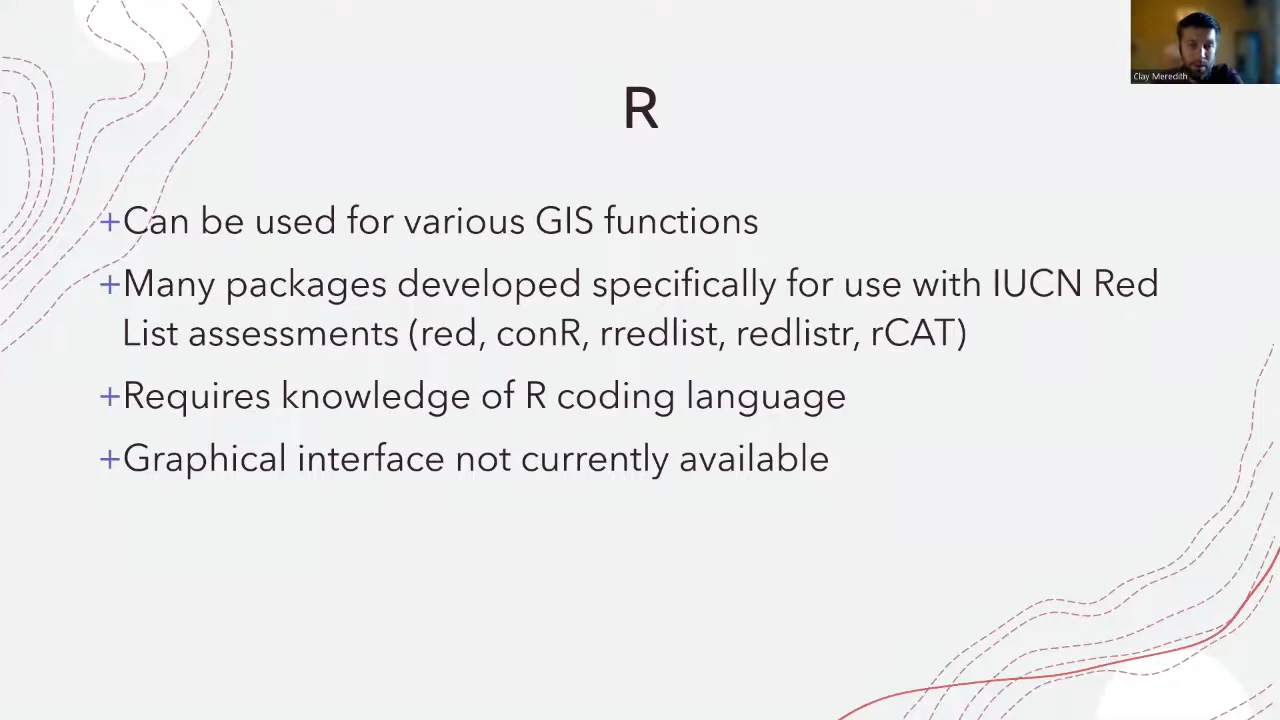 Clay Meredith
R
+Can be used for various GIS functions
+Many packages developed specifically for use with IUCN Red
List assessments (red, conR, rredlist, redlistr, rCAT)
+Requires knowledge of R coding language
+Graphical interface not currently available